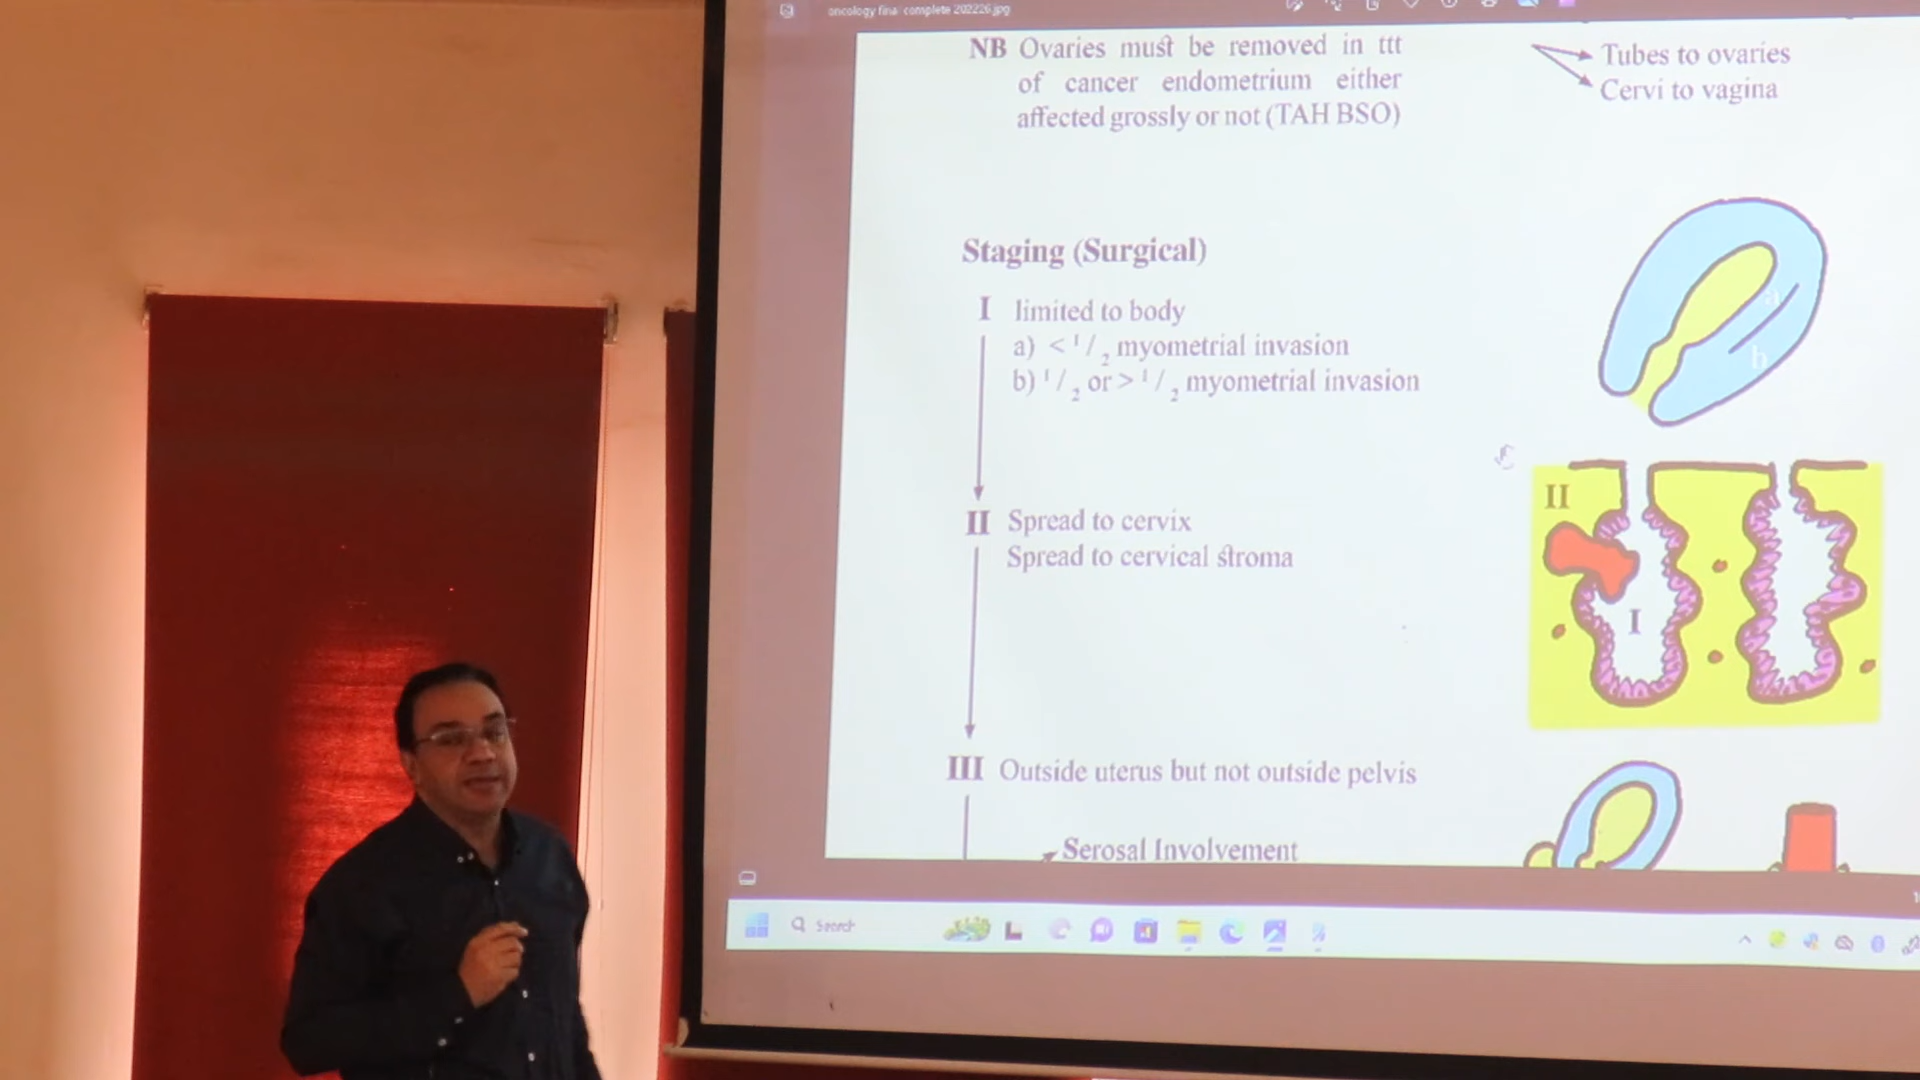 oncology final complete 202226.jpg
NB Ovaries must be removed in ttt
of cancer endometrium either
affected grossly or not (TAH BSO)
Tubes to ovaries
Cervi to vagina
Staging (Surgical)
I limited to body
a) < 1/2 myometrial invasion
b) 1/2 or > 1/2 myometrial invasion
a
b
II Spread to cervix
Spread to cervical stroma
II
I
III Outside uterus but not outside pelvis
Serosal Involvement
Search